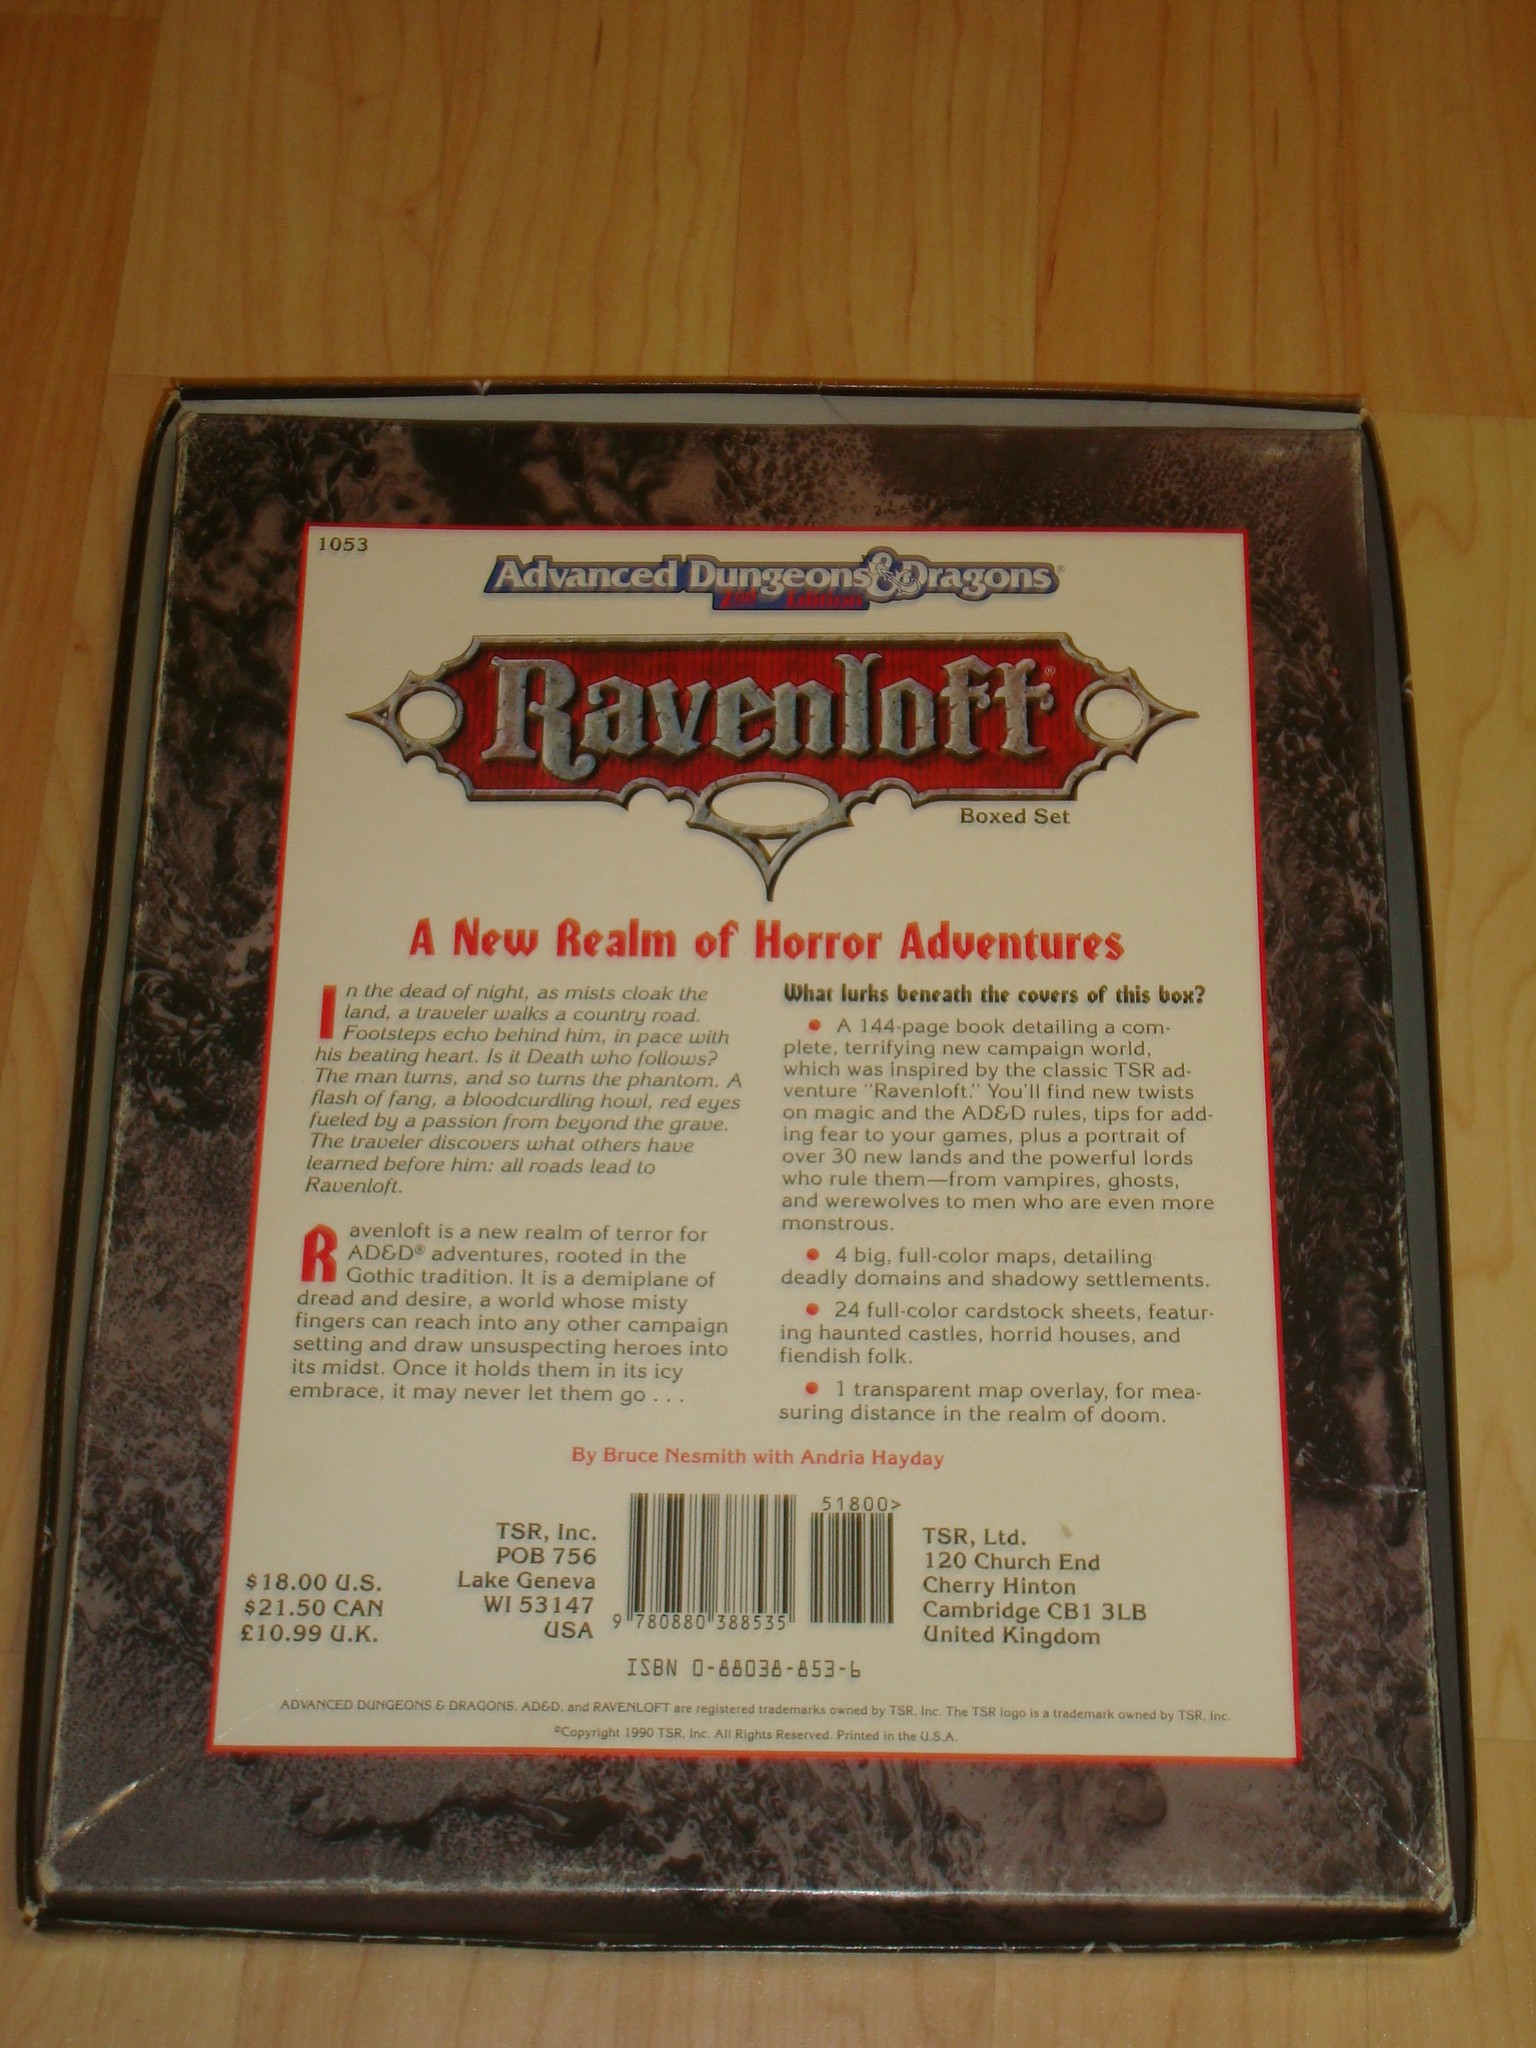 1053
Advanced Dungeons & Dragons®
2nd Edition
Ravenloft®
Boxed Set
A New Realm of Horror Adventures
In the dead of night, as mists cloak the
land, a traveler walks a country road.
Footsteps echo behind him, in pace with
his beating heart. Is it Death who follows?
The man turns, and so turns the phantom. A
flash of fang, a bloodcurdling howl, red eyes
fueled by a passion from beyond the grave.
The traveler discovers what others have
learned before him: all roads lead to
Ravenloft.
Ravenloft is a new realm of terror for
AD&D® adventures, rooted in the
Gothic tradition. It is a demiplane of
dread and desire, a world whose misty
fingers can reach into any other campaign
setting and draw unsuspecting heroes into
its midst. Once it holds them in its icy
embrace, it may never let them go . . .
What lurks beneath the covers of this box?
• A 144-page book detailing a com-
plete, terrifying new campaign world,
which was inspired by the classic TSR ad-
venture "Ravenloft." You'll find new twists
on magic and the AD&D rules, tips for add-
ing fear to your games, plus a portrait of
over 30 new lands and the powerful lords
who rule them—from vampires, ghosts,
and werewolves to men who are even more
monstrous.
• 4 big, full-color maps, detailing
deadly domains and shadowy settlements.
• 24 full-color cardstock sheets, featur-
ing haunted castles, horrid houses, and
fiendish folk.
• 1 transparent map overlay, for mea-
suring distance in the realm of doom.
By Bruce Nesmith with Andria Hayday
$18.00 U.S.
$21.50 CAN
£10.99 U.K.
TSR, Inc.
POB 756
Lake Geneva
WI 53147
USA
51800>
9 780880 388535
ISBN 0-88038-853-6
TSR, Ltd.
120 Church End
Cherry Hinton
Cambridge CB1 3LB
United Kingdom
ADVANCED DUNGEONS & DRAGONS, AD&D, and RAVENLOFT are registered trademarks owned by TSR, Inc. The TSR logo is a trademark owned by TSR, Inc.
©Copyright 1990 TSR, Inc. All Rights Reserved. Printed in the U.S.A.